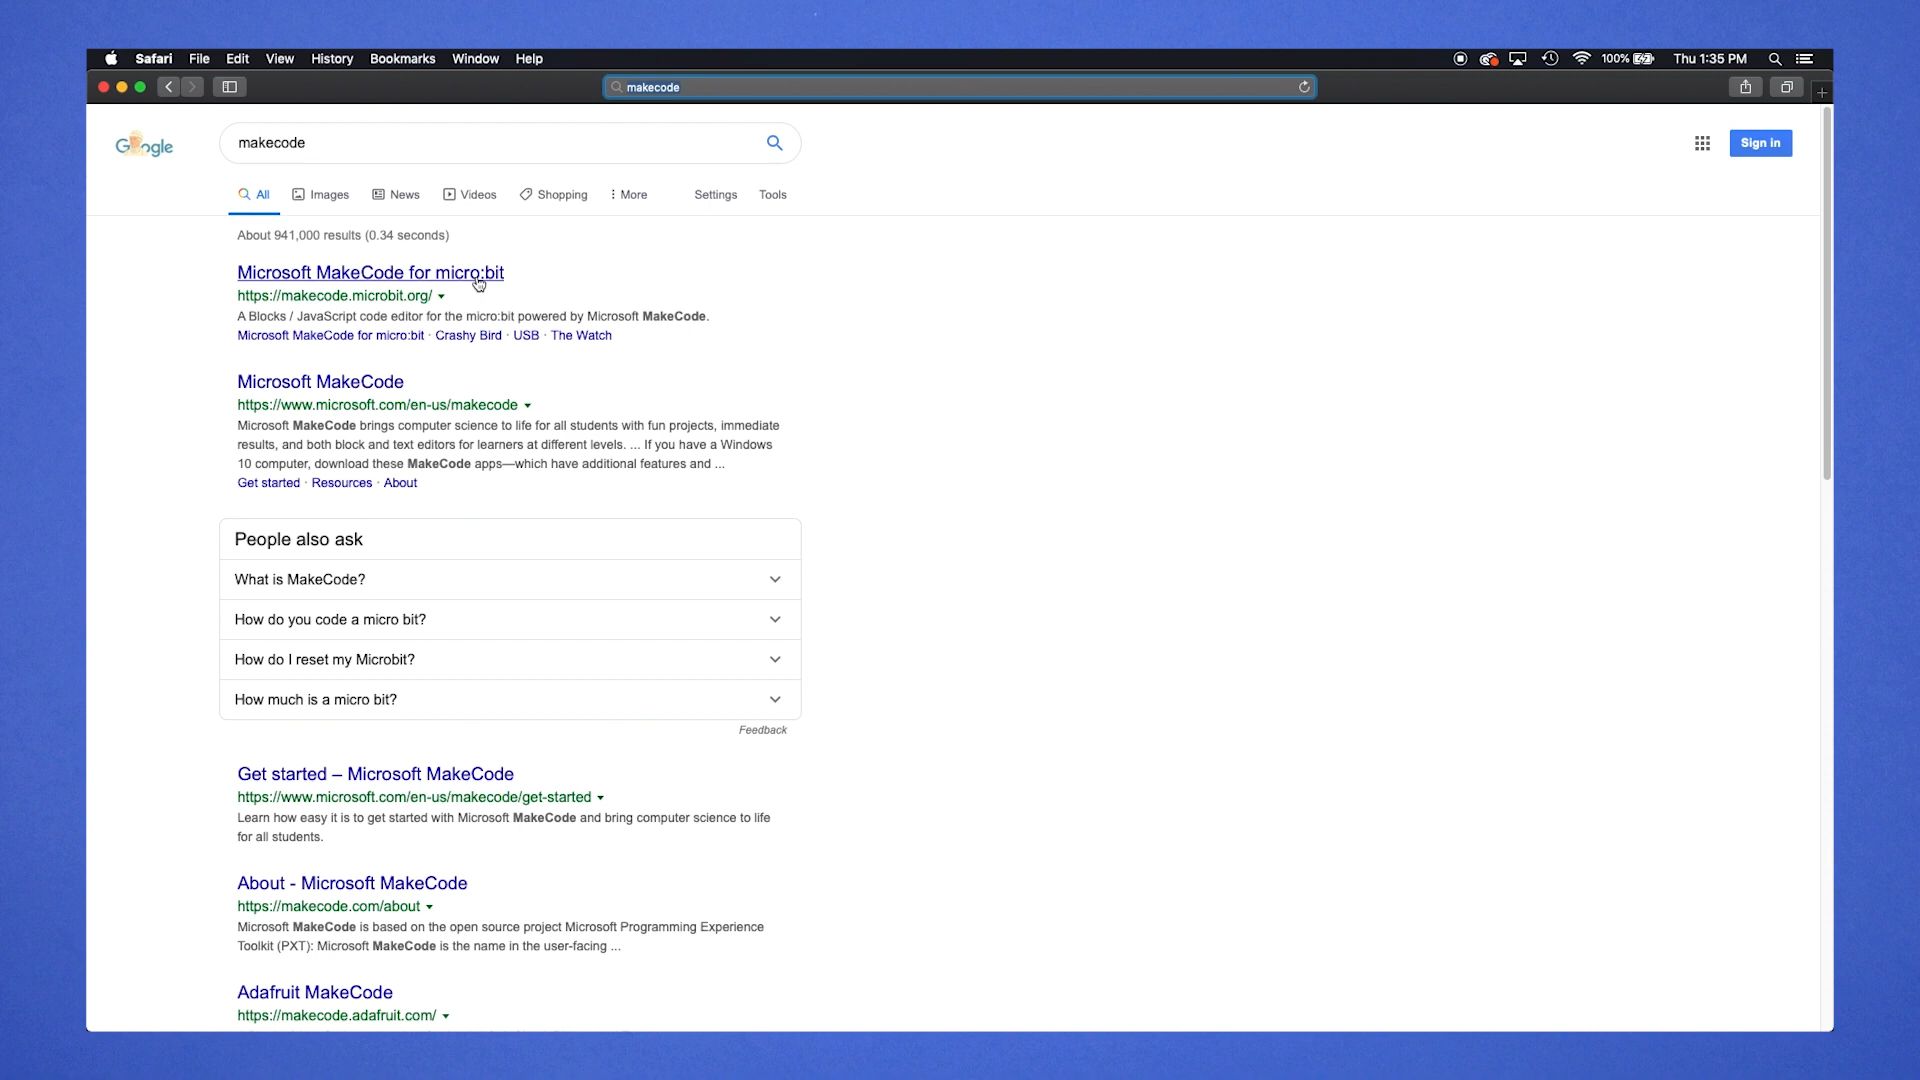 Safari File Edit View History Bookmarks Window Help 100% Thu 1:35 PM
makecode
Google makecode Sign in
All Images News Videos Shopping More Settings Tools
About 941,000 results (0.34 seconds)
Microsoft MakeCode for micro:bit
https://makecode.microbit.org/
A Blocks / JavaScript code editor for the micro:bit powered by Microsoft MakeCode.
Microsoft MakeCode for micro:bit · Crashy Bird · USB · The Watch
Microsoft MakeCode
https://www.microsoft.com/en-us/makecode
Microsoft MakeCode brings computer science to life for all students with fun projects, immediate
results, and both block and text editors for learners at different levels. ... If you have a Windows
10 computer, download these MakeCode apps—which have additional features and ...
Get started · Resources · About
People also ask
What is MakeCode?
How do you code a micro bit?
How do I reset my Microbit?
How much is a micro bit?
Feedback
Get started – Microsoft MakeCode
https://www.microsoft.com/en-us/makecode/get-started
Learn how easy it is to get started with Microsoft MakeCode and bring computer science to life
for all students.
About - Microsoft MakeCode
https://makecode.com/about
Microsoft MakeCode is based on the open source project Microsoft Programming Experience
Toolkit (PXT): Microsoft MakeCode is the name in the user-facing ...
Adafruit MakeCode
https://makecode.adafruit.com/